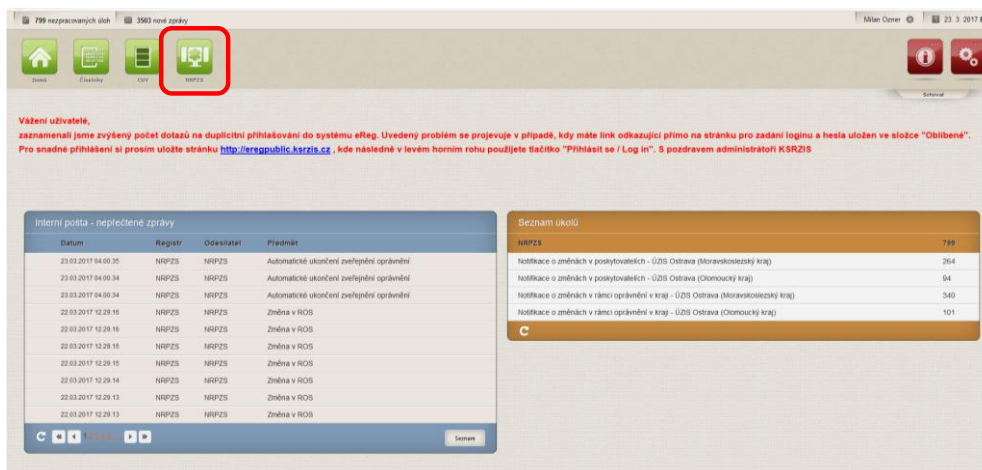 799 nezpracovaných úloh 3503 nové zprávy Milan Ozner 23. 3. 2017
Domů Číselníky CUV NRPZS
Schovat
Vážení uživatelé,
zaznamenali jsme zvýšený počet dotazů na duplicitní přihlašování do systému eReg. Uvedený problém se projevuje v případě, kdy máte link odkazující přímo na stránku pro zadání loginu a hesla uložen ve složce "Oblíbené".
Pro snadné přihlášení si prosím uložte stránku http://eregpublic.ksrzis.cz , kde následně v levém horním rohu použijete tlačítko "Přihlásit se / Log in". S pozdravem administrátoři KSRZIS
Interní pošta - nepřečtené zprávy
Datum Registr Odesílatel Předmět
23.03.2017 04.00.35 NRPZS NRPZS Automatické ukončení zveřejnění oprávnění
23.03.2017 04.00.34 NRPZS NRPZS Automatické ukončení zveřejnění oprávnění
23.03.2017 04.00.34 NRPZS NRPZS Automatické ukončení zveřejnění oprávnění
22.03.2017 12.29.16 NRPZS NRPZS Změna v ROS
22.03.2017 12.29.16 NRPZS NRPZS Změna v ROS
22.03.2017 12.29.15 NRPZS NRPZS Změna v ROS
22.03.2017 12.29.15 NRPZS NRPZS Změna v ROS
22.03.2017 12.29.14 NRPZS NRPZS Změna v ROS
22.03.2017 12.29.13 NRPZS NRPZS Změna v ROS
22.03.2017 12.29.13 NRPZS NRPZS Změna v ROS
Seznam
Seznam úkolů
NRPZS 799
Notifikace o změnách v poskytovatelích - ÚZIS Ostrava (Moravskoslezský kraj) 264
Notifikace o změnách v poskytovatelích - ÚZIS Ostrava (Olomoucký kraj) 94
Notifikace o změnách v rámci oprávnění v kraji - ÚZIS Ostrava (Moravskoslezský kraj) 340
Notifikace o změnách v rámci oprávnění v kraji - ÚZIS Ostrava (Olomoucký kraj) 101